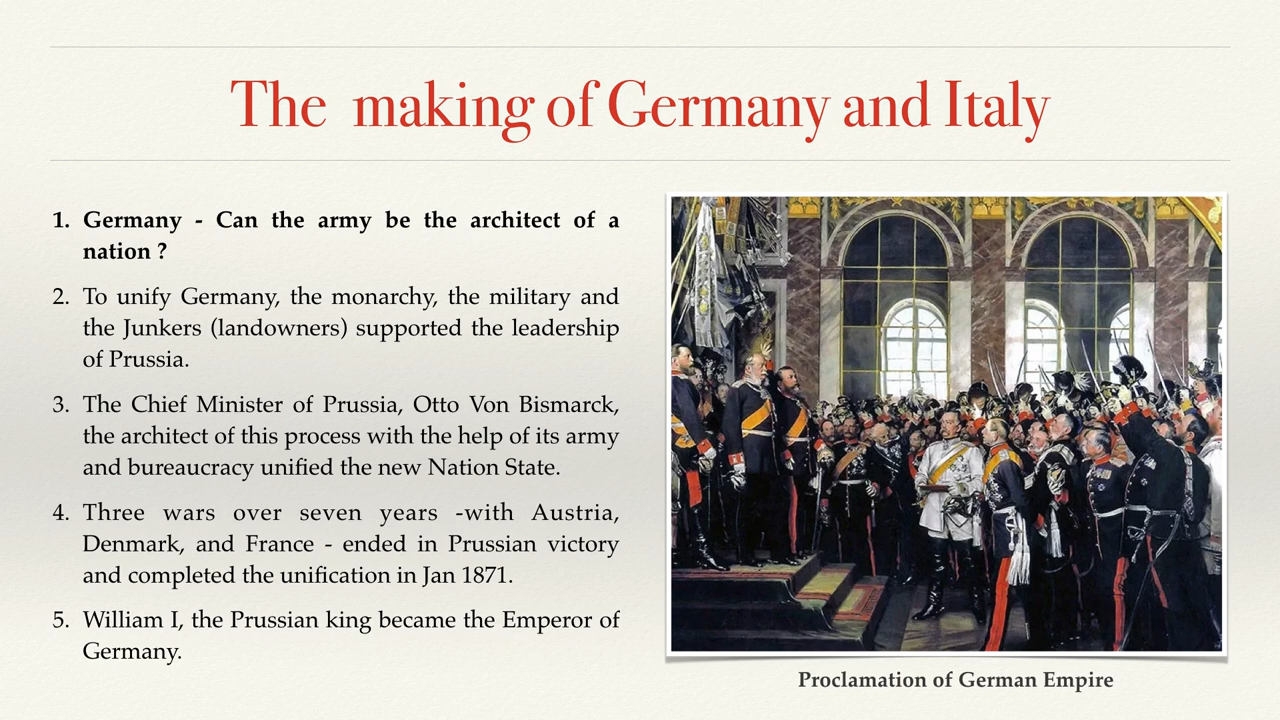 The making of Germany and Italy
1. Germany - Can the army be the architect of a
nation ?
2. To unify Germany, the monarchy, the military and
the Junkers (landowners) supported the leadership
of Prussia.
3. The Chief Minister of Prussia, Otto Von Bismarck,
the architect of this process with the help of its army
and bureaucracy unified the new Nation State.
4. Three wars over seven years -with Austria,
Denmark, and France - ended in Prussian victory
and completed the unification in Jan 1871.
5. William I, the Prussian king became the Emperor of
Germany.
Proclamation of German Empire